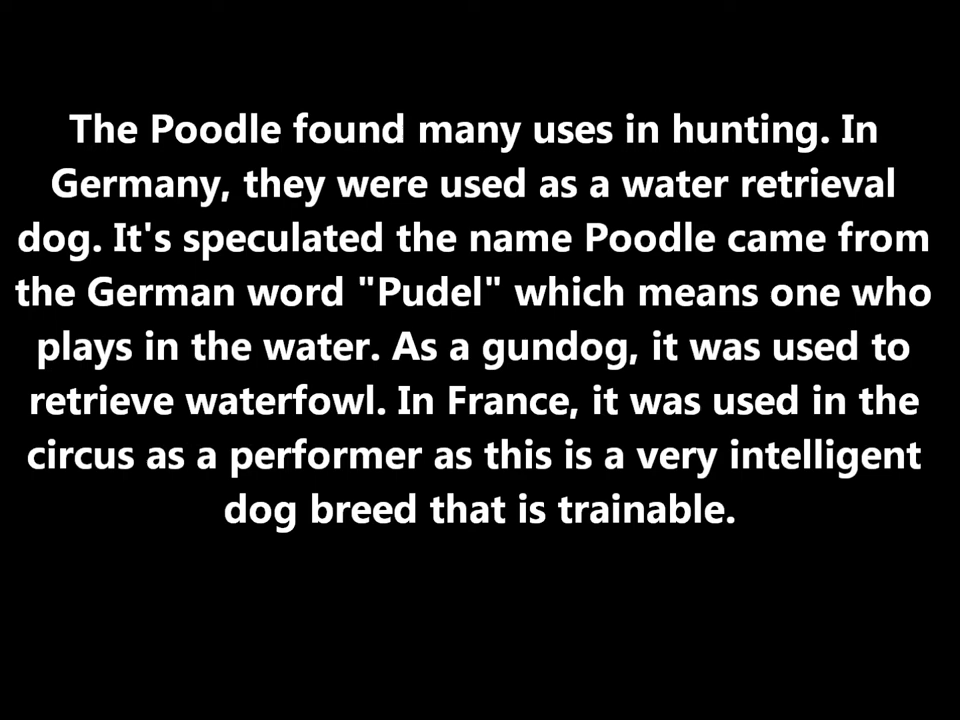 The Poodle found many uses in hunting. In
Germany, they were used as a water retrieval
dog. It's speculated the name Poodle came from
the German word "Pudel" which means one who
plays in the water. As a gundog, it was used to
retrieve waterfowl. In France, it was used in the
circus as a performer as this is a very intelligent
dog breed that is trainable.